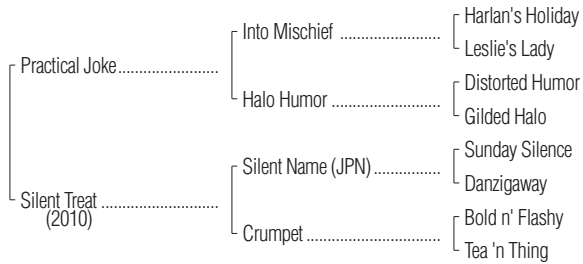 Harlan's Holiday
Into Mischief
Leslie's Lady
Practical Joke
Distorted Humor
Halo Humor
Gilded Halo
Sunday Silence
Silent Name (JPN)
Danzigaway
Silent Treat
(2010)
Bold n' Flashy
Crumpet
Tea 'n Thing